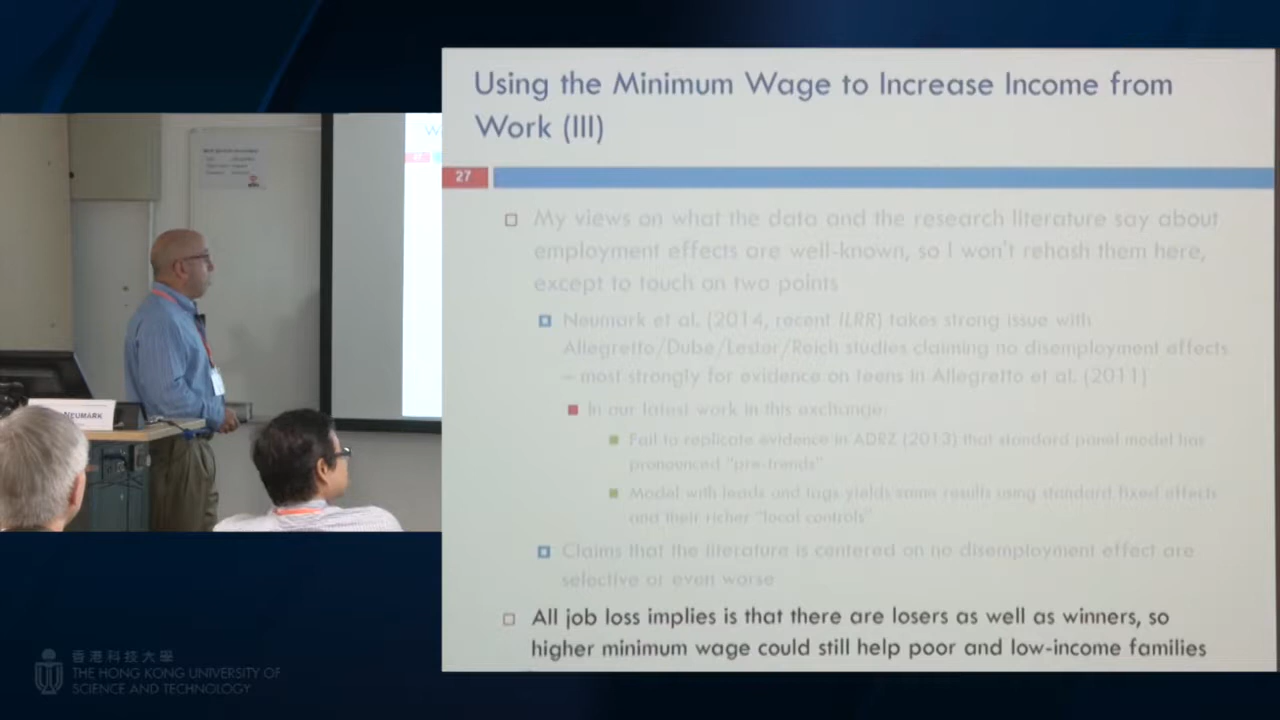 Using the Minimum Wage to Increase Income from
Work (III)
27
My views on what the data and the research literature say about
employment effects are well-known, so I won't rehash them here,
except to touch on two points
Neumark et al. (2014, recent ILRR) takes strong issue with
Allegretto/Dube/Lester/Reich studies claiming no disemployment effects
– most strongly for evidence on teens in Allegretto et al. (2011)
In our latest work in this exchange:
Fail to replicate evidence in ADRZ (2013) that standard panel model has
pronounced "pre-trends"
Model with leads and lags yields same results using standard fixed effects
and their richer "local controls"
Claims that the literature is centered on no disemployment effect are
selective or even worse
All job loss implies is that there are losers as well as winners, so
higher minimum wage could still help poor and low-income families
NEUMARK
香港科技大學
THE HONG KONG UNIVERSITY OF
SCIENCE AND TECHNOLOGY